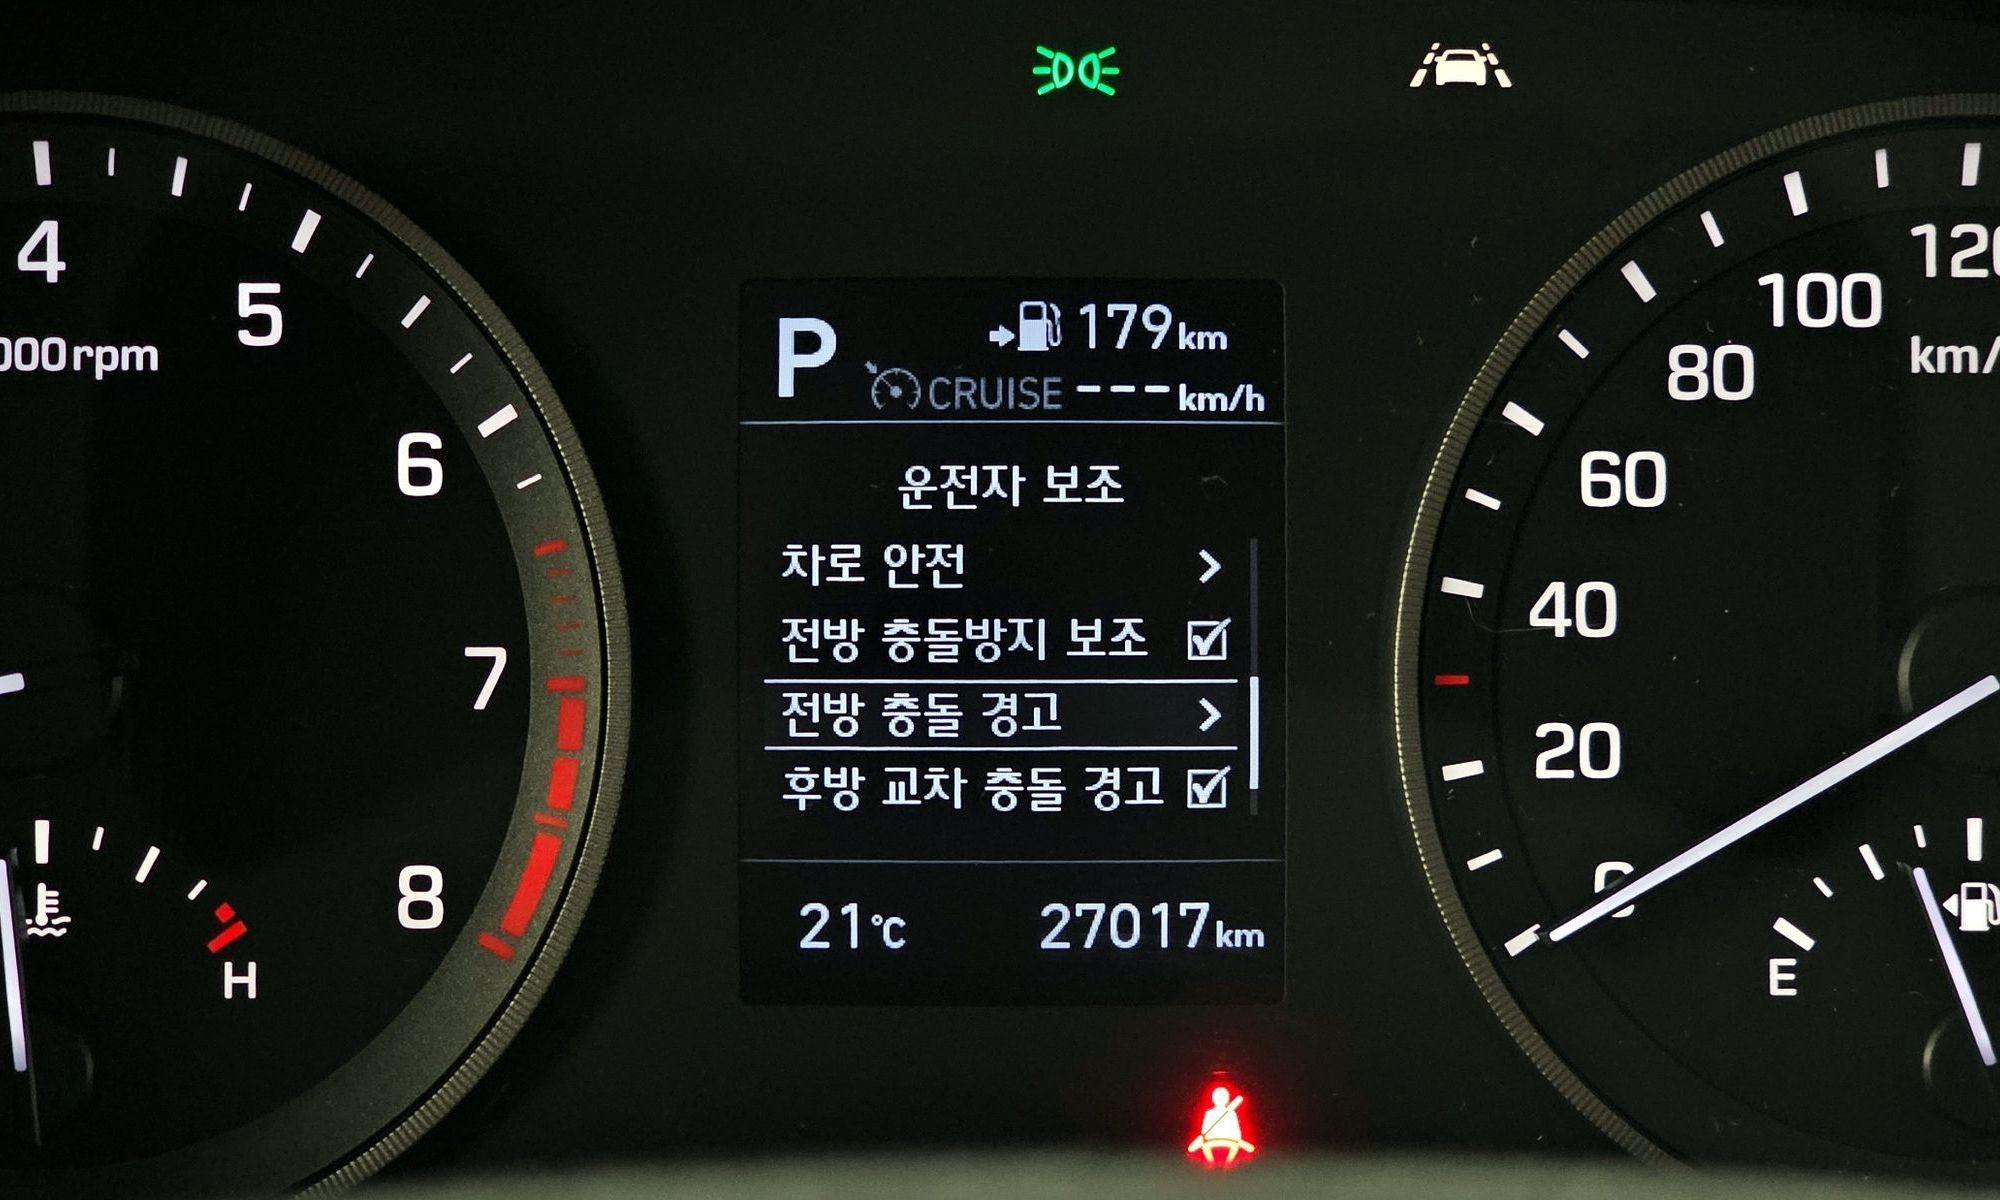 P 179km
CRUISE ---km/h
운전자 보조
차로 안전
전방 충돌방지 보조
전방 충돌 경고
후방 교차 충돌 경고
21℃ 27017km
4
5
000rpm
6
7
8
H
120
100
km/
80
60
40
20
E